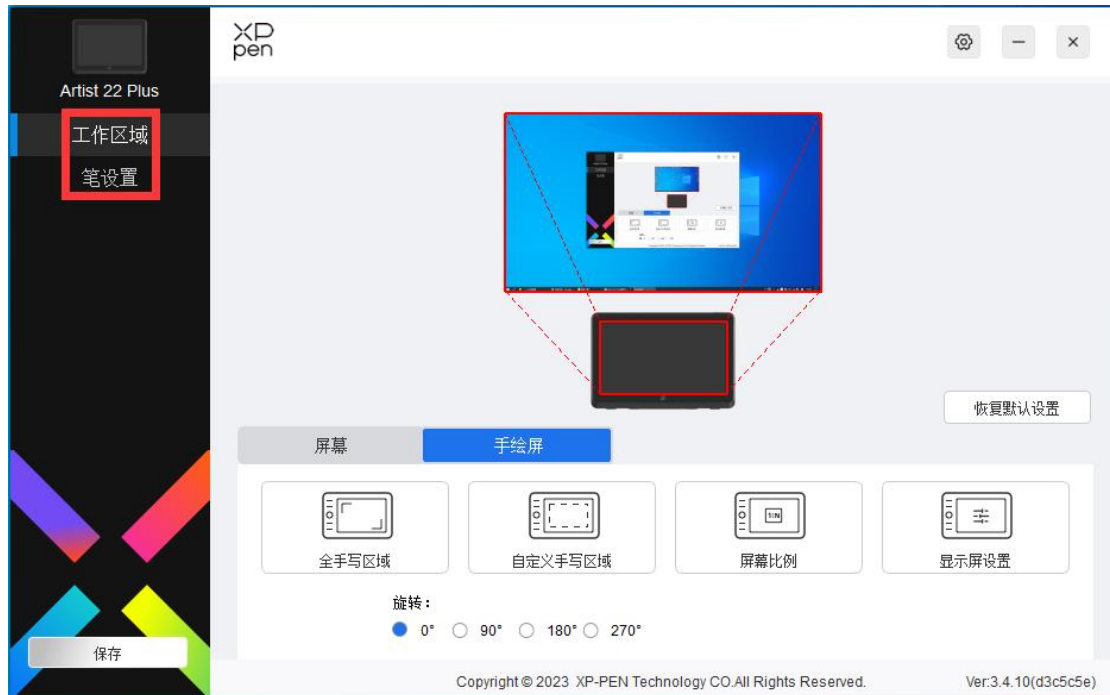 XP
pen
Artist 22 Plus
工作区域
笔设置
恢复默认设置
屏幕
手绘屏
全手写区域
自定义手写区域
1:N
屏幕比例
显示屏设置
旋转：
0° 90° 180° 270°
保存
Copyright © 2023 XP-PEN Technology CO.All Rights Reserved.
Ver:3.4.10(d3c5c5e)